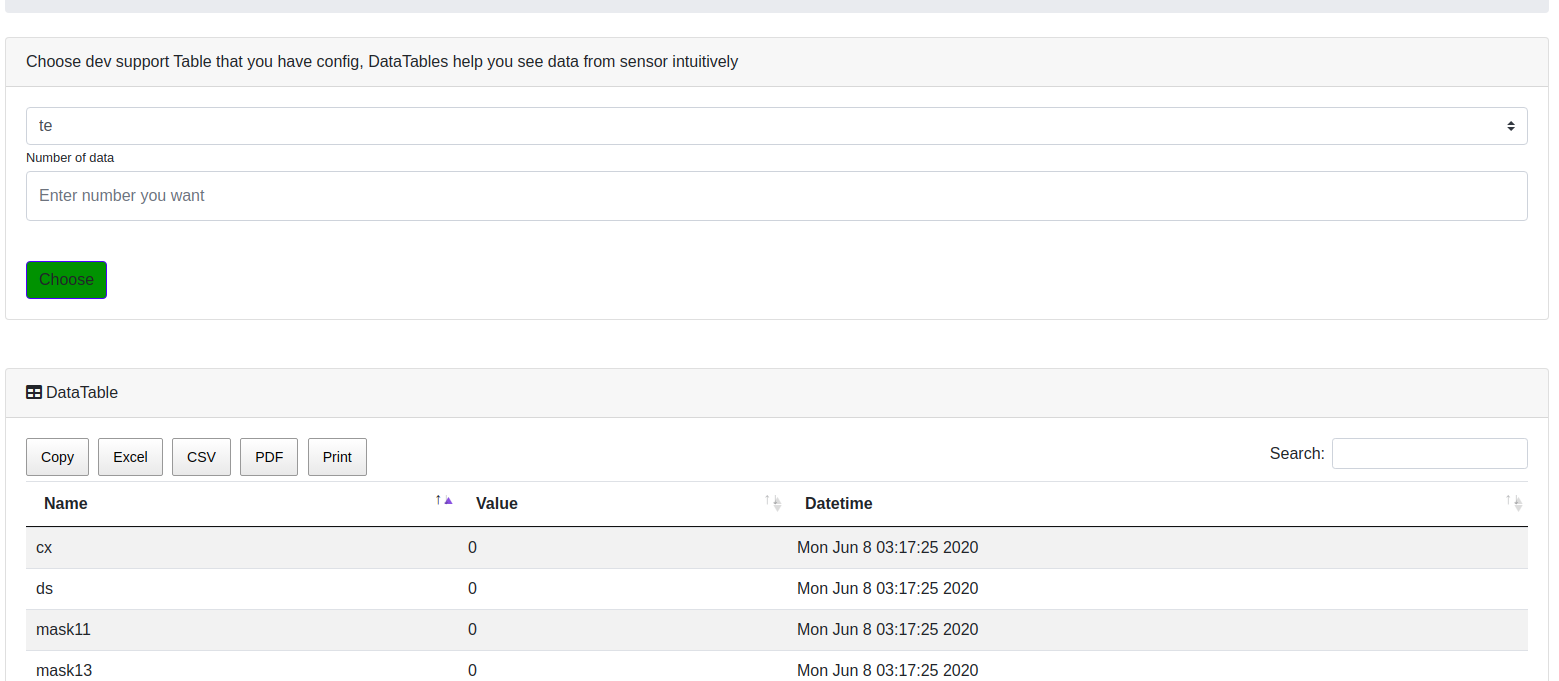 Choose dev support Table that you have config, DataTables help you see data from sensor intuitively
te
Number of data
Enter number you want
Choose
DataTable
Copy Excel CSV PDF Print Search:
Name Value Datetime
cx 0 Mon Jun 8 03:17:25 2020
ds 0 Mon Jun 8 03:17:25 2020
mask11 0 Mon Jun 8 03:17:25 2020
mask13 0 Mon Jun 8 03:17:25 2020